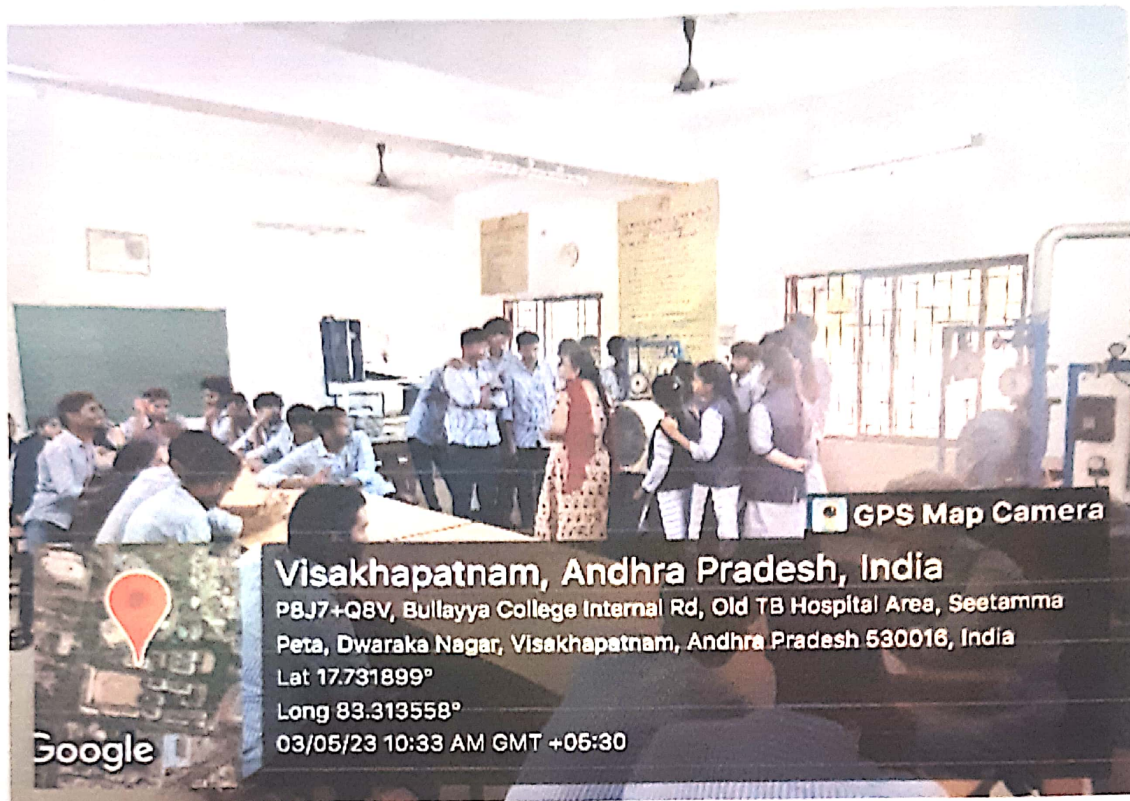 GPS Map Camera
Visakhapatnam, Andhra Pradesh, India
P8J7+Q8V, Bullayya College Internal Rd, Old TB Hospital Area, Seetamma
Peta, Dwaraka Nagar, Visakhapatnam, Andhra Pradesh 530016, India
Lat 17.731899°
Long 83.313558°
03/05/23 10:33 AM GMT +05:30
Google